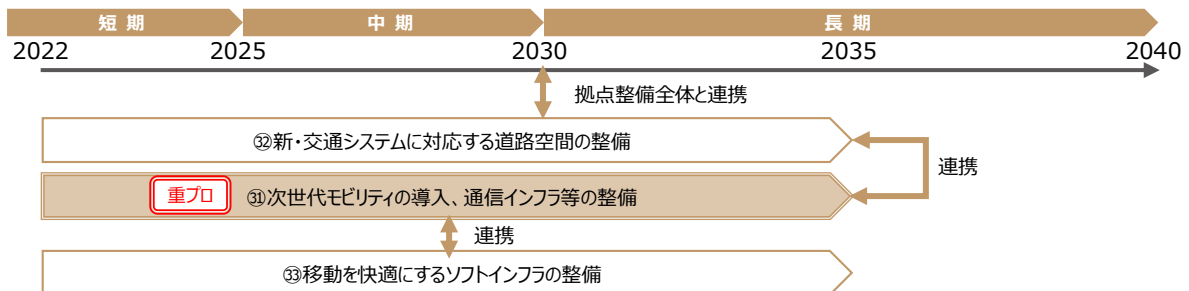 短 期 中 期 長 期
2022 2025 2030 2035 2040
拠点整備全体と連携
㉜新・交通システムに対応する道路空間の整備
連携
重プロ ㉛次世代モビリティの導入、通信インフラ等の整備
連携
㉝移動を快適にするソフトインフラの整備